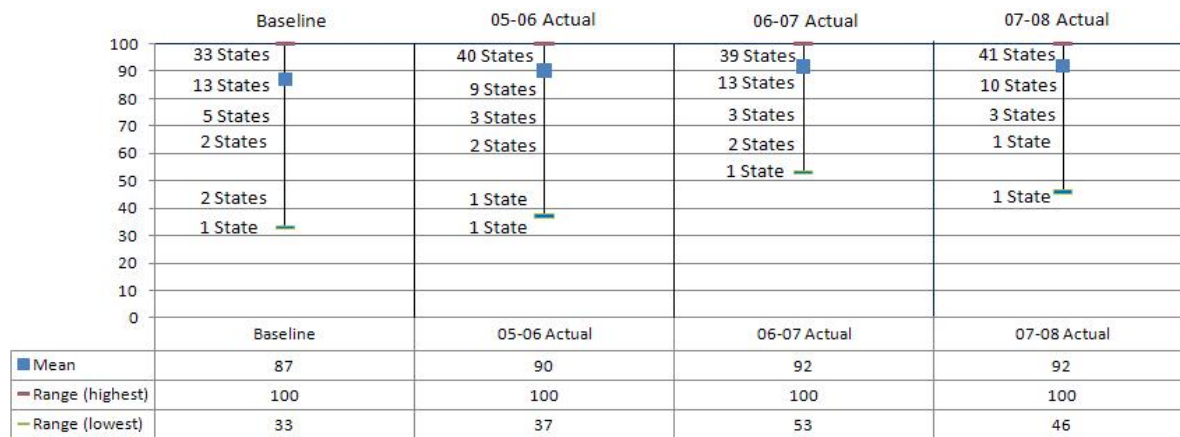 Baseline 05-06 Actual 06-07 Actual 07-08 Actual
100
33 States 40 States 39 States 41 States
90
13 States 9 States 13 States 10 States
80
5 States 3 States 3 States 3 States
70
2 States 2 States 2 States 1 State
60
1 State
50
2 States 1 State 1 State
40
1 State 1 State
30
20
10
0
Baseline 05-06 Actual 06-07 Actual 07-08 Actual
Mean 87 90 92 92
Range (highest) 100 100 100 100
Range (lowest) 33 37 53 46